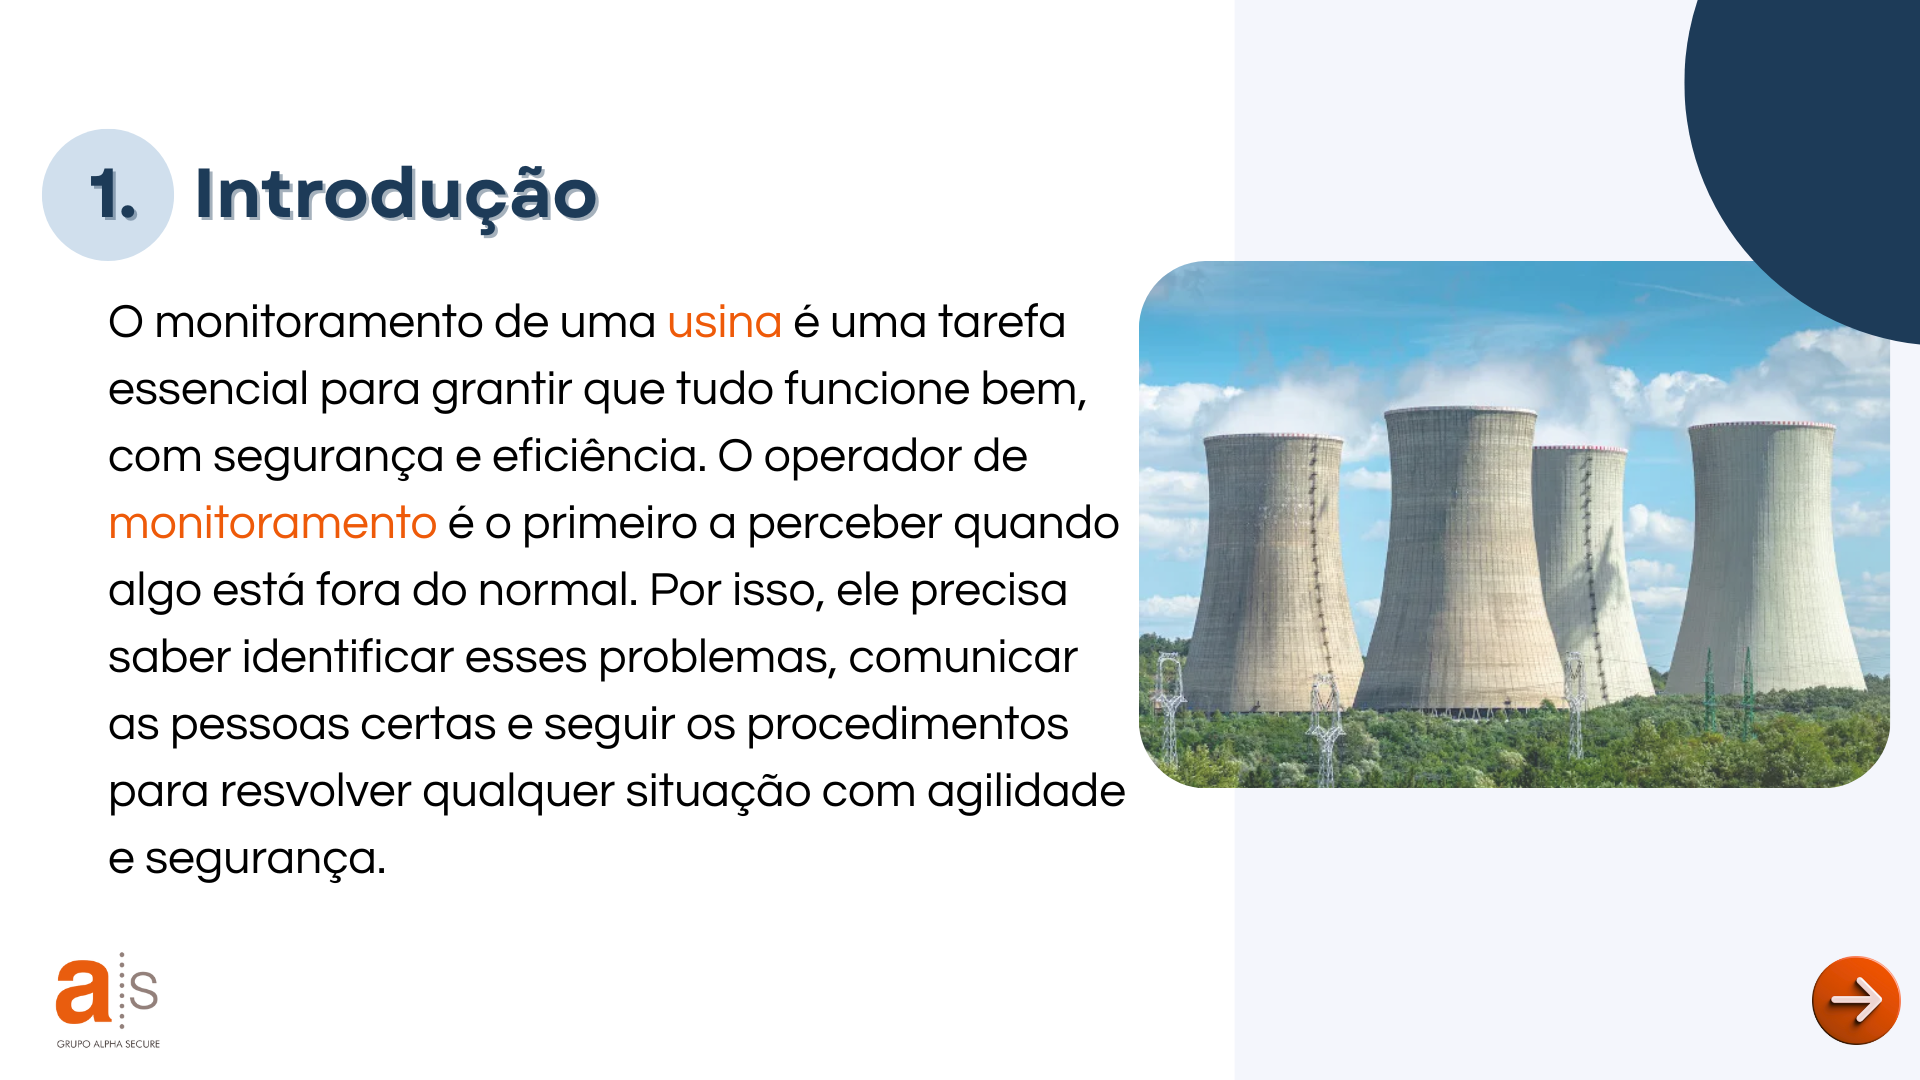 1. Introdução
O monitoramento de uma usina é uma tarefa
essencial para grantir que tudo funcione bem,
com segurança e eficiência. O operador de
monitoramento é o primeiro a perceber quando
algo está fora do normal. Por isso, ele precisa
saber identificar esses problemas, comunicar
as pessoas certas e seguir os procedimentos
para resvolver qualquer situação com agilidade
e segurança.
a s
GRUPO ALPHA SECURE